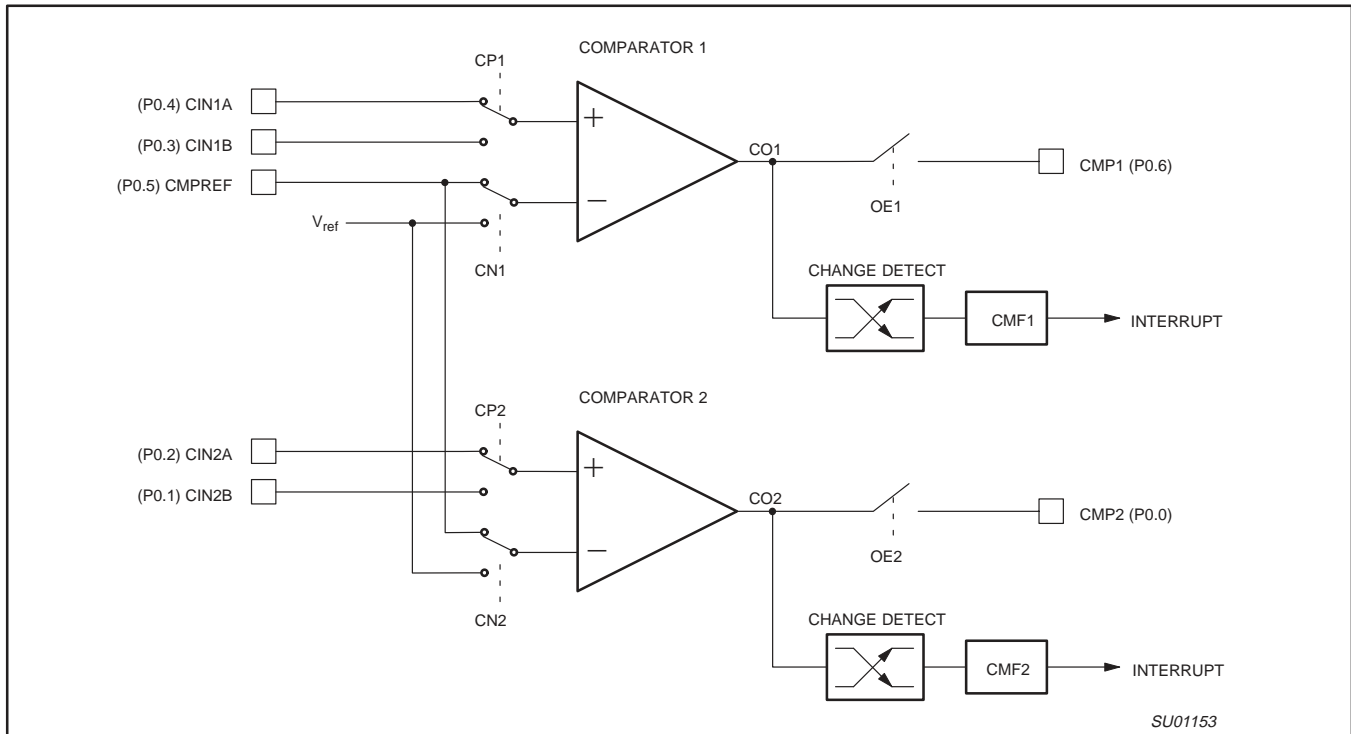 COMPARATOR 1
CP1
(P0.4) CIN1A
+
(P0.3) CIN1B
CO1
CMP1 (P0.6)
(P0.5) CMPREF
−
OE1
Vref
CN1
CHANGE DETECT
CMF1
INTERRUPT
COMPARATOR 2
CP2
(P0.2) CIN2A
+
(P0.1) CIN2B
CO2
CMP2 (P0.0)
−
OE2
CN2
CHANGE DETECT
CMF2
INTERRUPT
SU01153